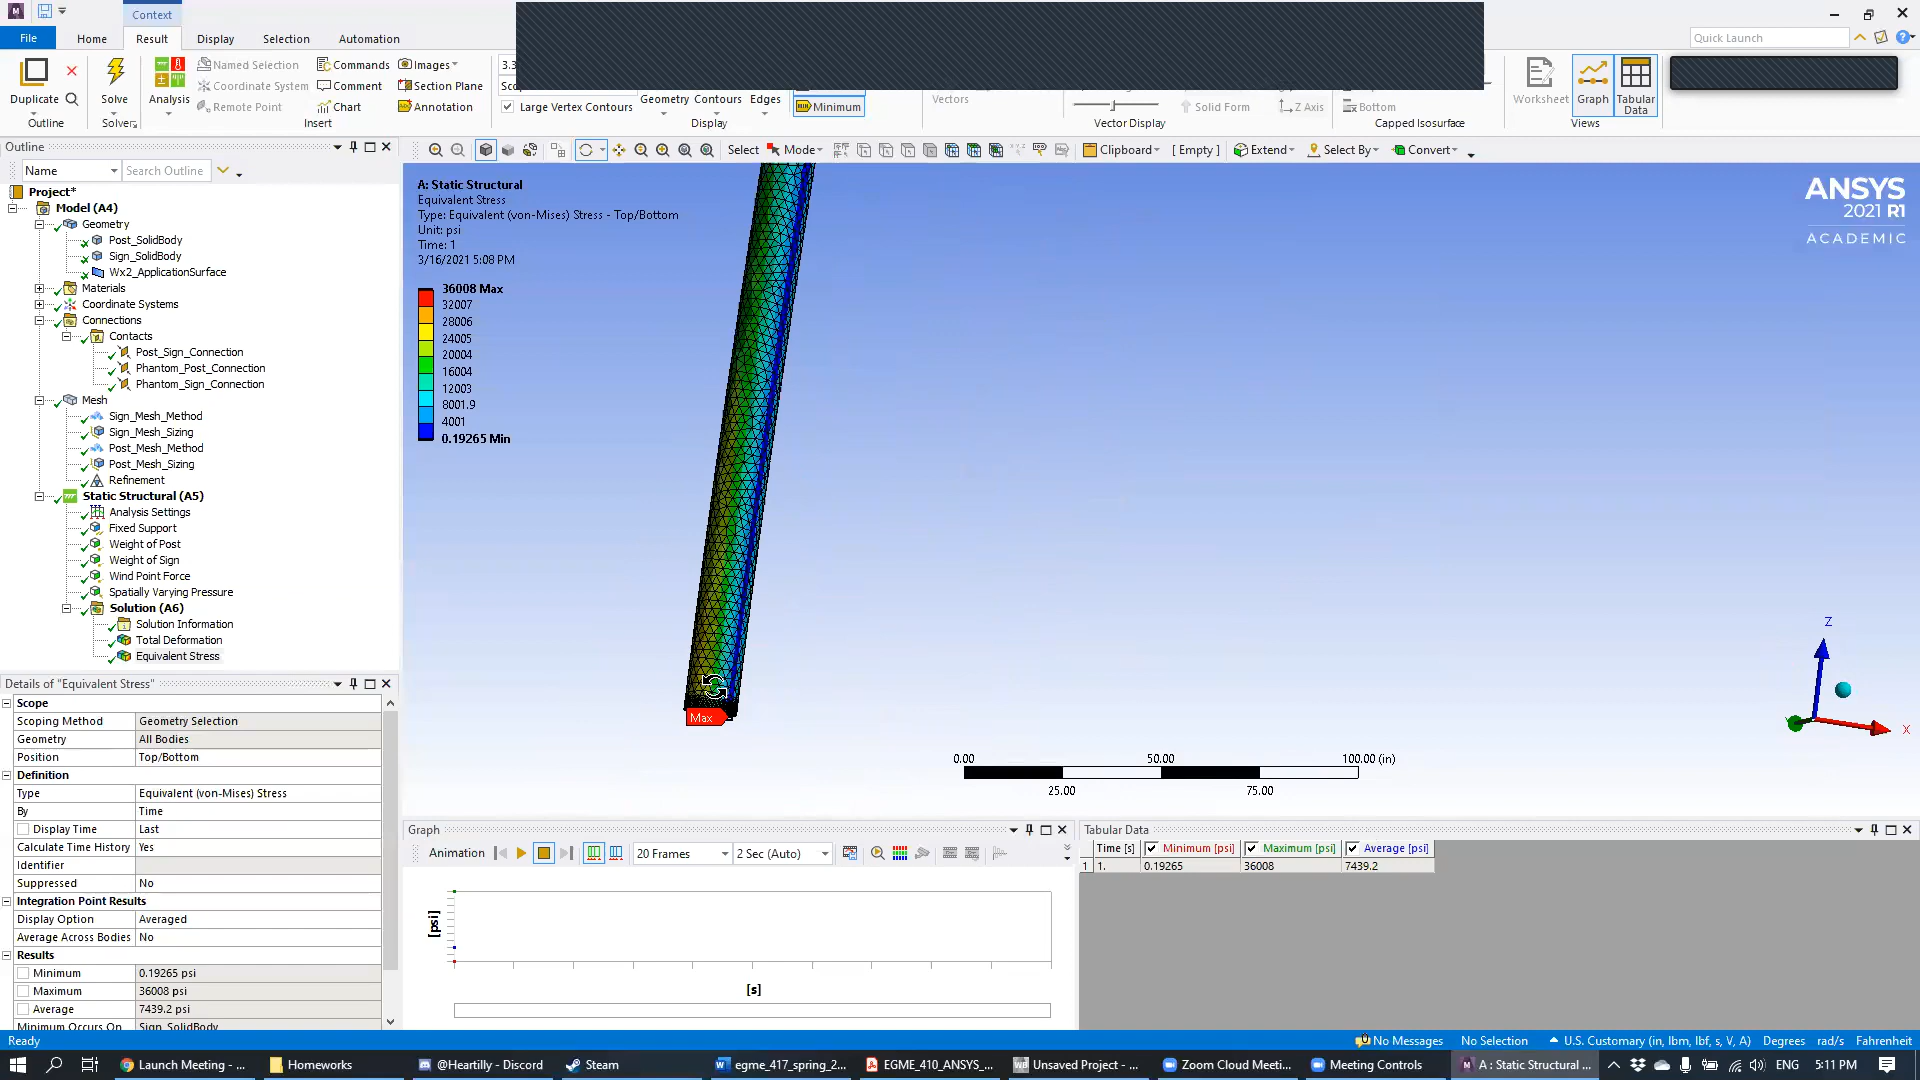 Context
File Home Result Display Selection Automation
Quick Launch
Duplicate
Outline
Solve
Solver
Analysis
Named Selection
Coordinate System
Remote Point
Commands
Comment
Chart
Images
Section Plane
Annotation
Insert
3.3
Large Vertex Contours
Geometry
Contours
Edges
Display
Minimum
Vectors
Solid Form
Z Axis
Vector Display
Bottom
Capped Isosurface
Worksheet
Graph
Tabular Data
Views
Outline
Name
Search Outline
Select Mode
Clipboard
[ Empty ]
Extend
Select By
Convert
Project*
Model (A4)
Geometry
Post_SolidBody
Sign_SolidBody
Wx2_ApplicationSurface
Materials
Coordinate Systems
Connections
Contacts
Post_Sign_Connection
Phantom_Post_Connection
Phantom_Sign_Connection
Mesh
Sign_Mesh_Method
Sign_Mesh_Sizing
Post_Mesh_Method
Post_Mesh_Sizing
Refinement
Static Structural (A5)
Analysis Settings
Fixed Support
Weight of Post
Weight of Sign
Wind Point Force
Spatially Varying Pressure
Solution (A6)
Solution Information
Total Deformation
Equivalent Stress
A: Static Structural
Equivalent Stress
Type: Equivalent (von-Mises) Stress - Top/Bottom
Unit: psi
Time: 1
3/16/2021 5:08 PM
36008 Max
32007
28006
24005
20004
16004
12003
8001.9
4001
0.19265 Min
ANSYS
2021 R1
ACADEMIC
Max
Z
X
0.00 50.00 100.00 (in)
25.00 75.00
Details of "Equivalent Stress"
Scope
Scoping Method Geometry Selection
Geometry All Bodies
Position Top/Bottom
Definition
Type Equivalent (von-Mises) Stress
By Time
Display Time Last
Calculate Time History Yes
Identifier
Suppressed No
Integration Point Results
Display Option Averaged
Average Across Bodies No
Results
Minimum 0.19265 psi
Maximum 36008 psi
Average 7439.2 psi
Minimum Occurs On Sign_SolidBody
Graph
Animation
20 Frames
2 Sec (Auto)
[psi]
[s]
Tabular Data
Time [s] Minimum [psi] Maximum [psi] Average [psi]
1 1. 0.19265 36008 7439.2
Ready
No Messages No Selection U.S. Customary (in, lbm, lbf, s, V, A) Degrees rad/s Fahrenheit
Launch Meeting - ...
Homeworks
@Heartilly - Discord
Steam
egme_417_spring_2...
EGME_410_ANSYS_...
Unsaved Project - ...
Zoom Cloud Meeti...
Meeting Controls
A : Static Structural ...
ENG
5:11 PM